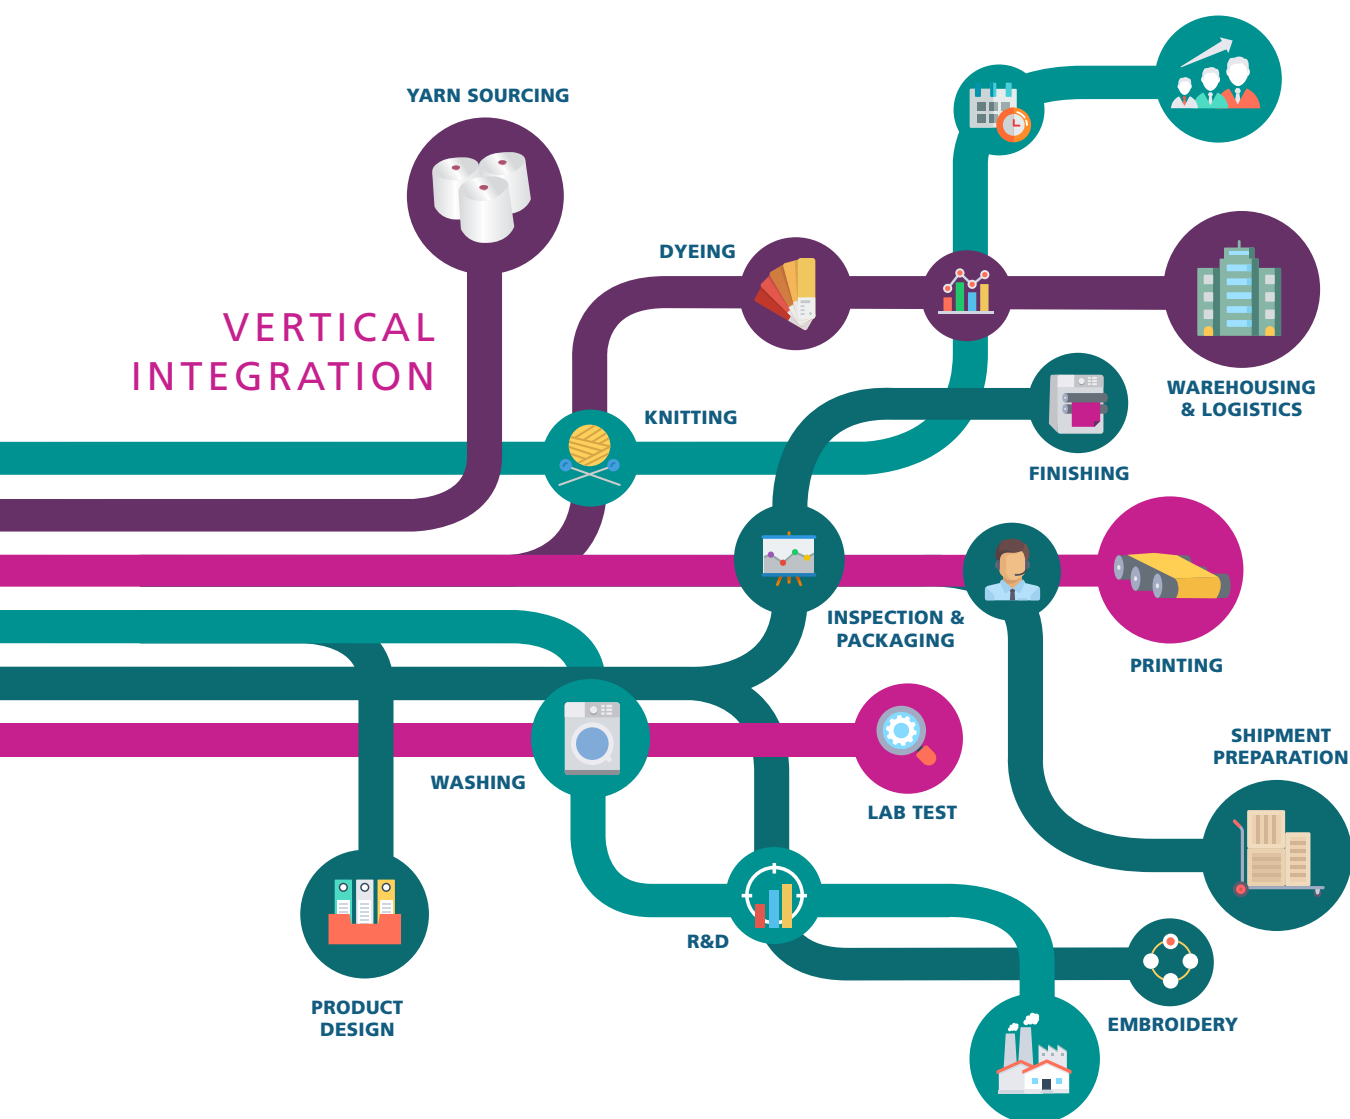 YARN SOURCING
DYEING
VERTICAL
INTEGRATION
WAREHOUSING
& LOGISTICS
KNITTING
FINISHING
INSPECTION &
PACKAGING
PRINTING
SHIPMENT
PREPARATION
WASHING
LAB TEST
R&D
PRODUCT
DESIGN
EMBROIDERY